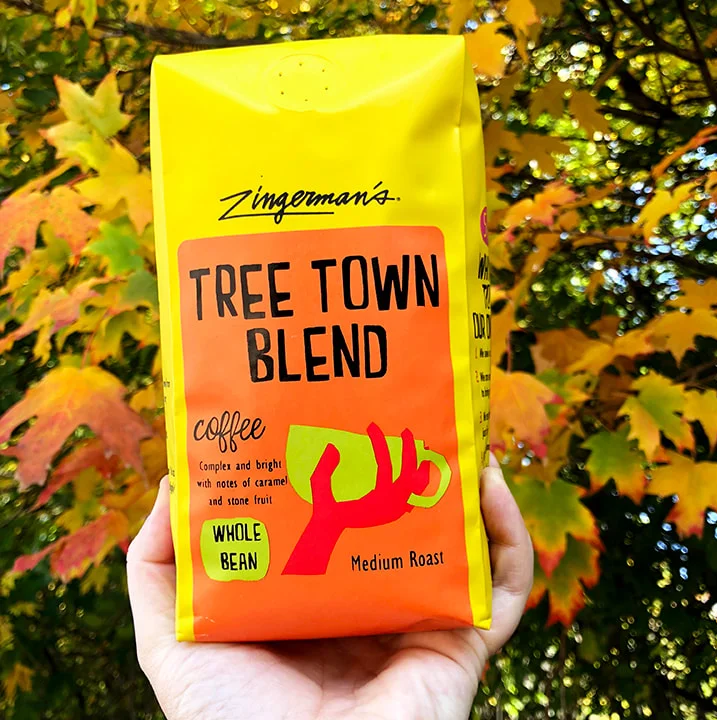 Zingerman's®
TREE TOWN
BLEND
coffee
Complex and bright
with notes of caramel
and stone fruit
WHOLE
BEAN
Medium Roast